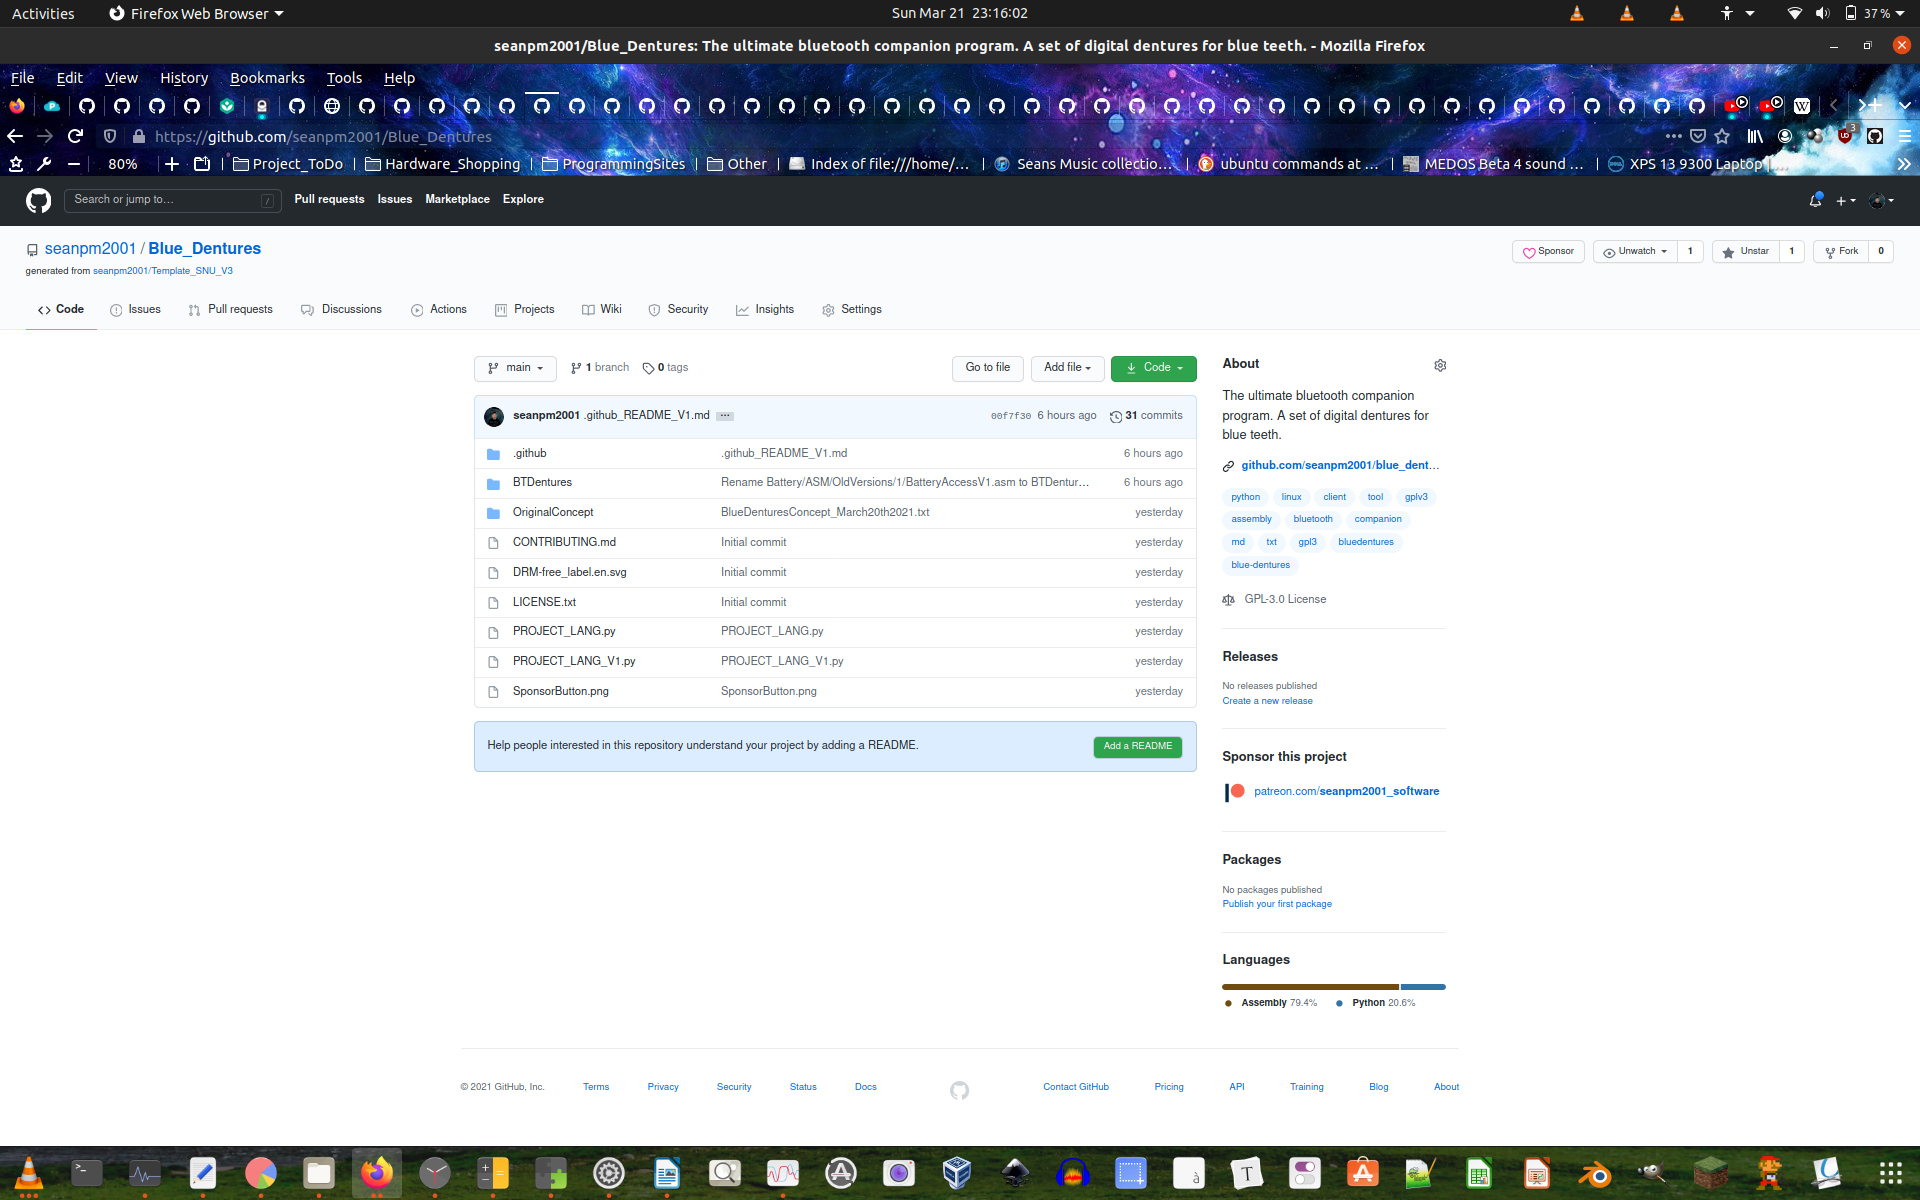 Activities Firefox Web Browser Sun Mar 21 23:16:02 37 %
seanpm2001/Blue_Dentures: The ultimate bluetooth companion program. A set of digital dentures for blue teeth. - Mozilla Firefox
File Edit View History Bookmarks Tools Help
https://github.com/seanpm2001/Blue_Dentures 3
80% Project_ToDo Hardware_Shopping ProgrammingSites Other Index of file:///home/... Seans Music collectio... ubuntu commands at ... MEDOS Beta 4 sound ... XPS 13 9300 Laptop
Search or jump to... / Pull requests Issues Marketplace Explore
seanpm2001 / Blue_Dentures Sponsor Unwatch 1 Unstar 1 Fork 0
generated from seanpm2001/Template_SNU_V3
Code Issues Pull requests Discussions Actions Projects Wiki Security Insights Settings
main 1 branch 0 tags Go to file Add file Code
seanpm2001 .github_README_V1.md ... 00f7f30 6 hours ago 31 commits
.github .github_README_V1.md 6 hours ago
BTDentures Rename Battery/ASM/OldVersions/1/BatteryAccessV1.asm to BTDentur... 6 hours ago
OriginalConcept BlueDenturesConcept_March20th2021.txt yesterday
CONTRIBUTING.md Initial commit yesterday
DRM-free_label.en.svg Initial commit yesterday
LICENSE.txt Initial commit yesterday
PROJECT_LANG.py PROJECT_LANG.py yesterday
PROJECT_LANG_V1.py PROJECT_LANG_V1.py yesterday
SponsorButton.png SponsorButton.png yesterday
Help people interested in this repository understand your project by adding a README. Add a README
About
The ultimate bluetooth companion
program. A set of digital dentures for
blue teeth.
github.com/seanpm2001/blue_dent...
python linux client tool gplv3
assembly bluetooth companion
md txt gpl3 bluedentures
blue-dentures
GPL-3.0 License
Releases
No releases published
Create a new release
Sponsor this project
patreon.com/seanpm2001_software
Packages
No packages published
Publish your first package
Languages
Assembly 79.4% Python 20.6%
© 2021 GitHub, Inc. Terms Privacy Security Status Docs Contact GitHub Pricing API Training Blog About